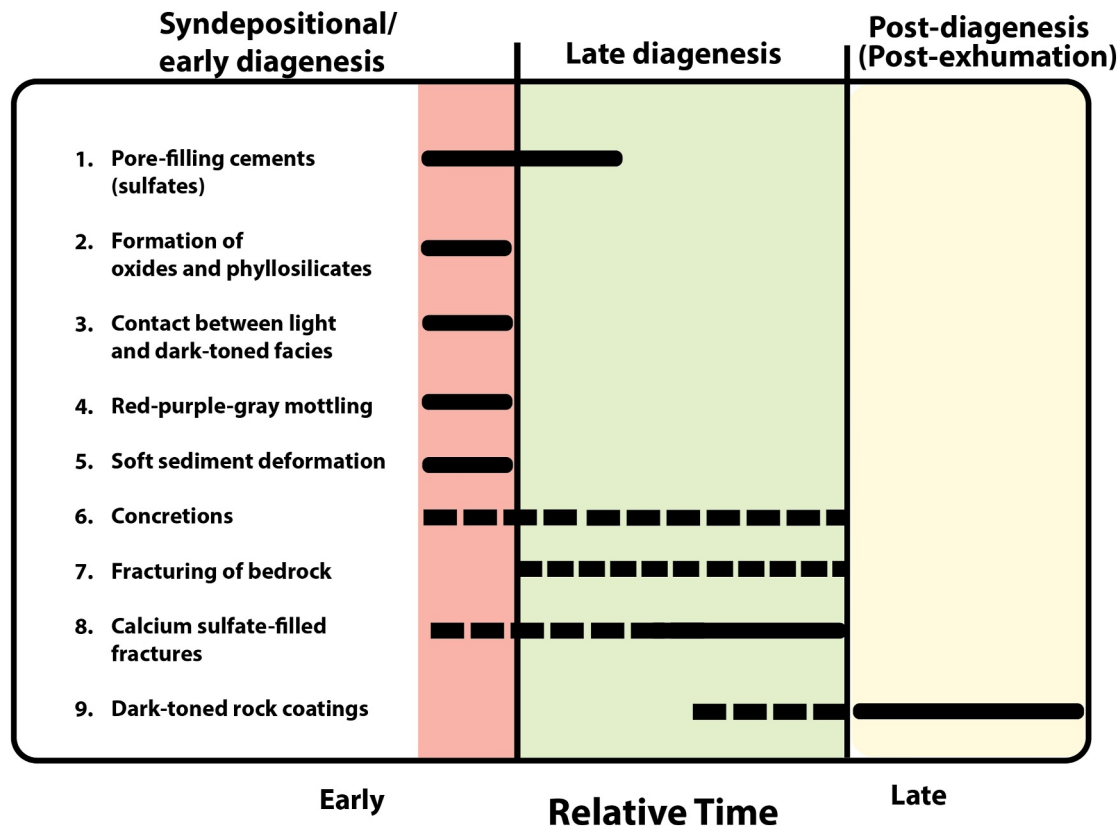 Syndepositional/
early diagenesis
Late diagenesis
Post-diagenesis
(Post-exhumation)
1. Pore-filling cements
(sulfates)
2. Formation of
oxides and phyllosilicates
3. Contact between light
and dark-toned facies
4. Red-purple-gray mottling
5. Soft sediment deformation
6. Concretions
7. Fracturing of bedrock
8. Calcium sulfate-filled
fractures
9. Dark-toned rock coatings
Early
Relative Time
Late